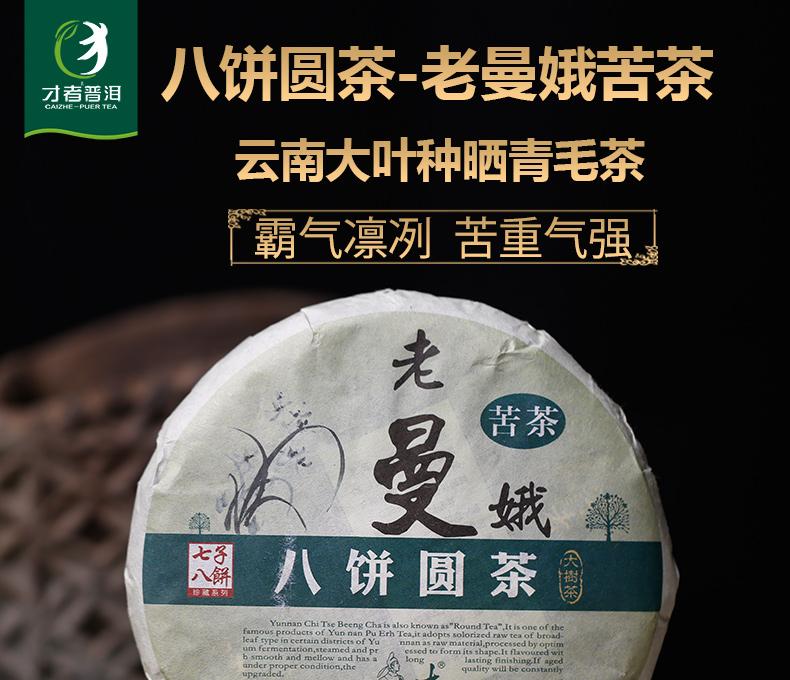 才者普洱
CAIZHE-PUER TEA
八饼圆茶-老曼娥苦茶
云南大叶种晒青毛茶
霸气凛冽 苦重气强
老
曼
娥
苦茶
七子
八餅
珍藏系列
八饼圆茶
大樹茶
Yunnan Chi Tse Beeng Cha is also known as"Round Tea",It is one of the
famous products of Yun nan Pu Erh Tea,it adopts solorized raw tea of broad-
leaf type in certain districts of Yu nnan as raw material,processed by optim
um fermentation,steamed and pr essed to form its shape.It flavoured wit
h smooth and mellow and has a long lasting finishing.If aged
under proper condition,the quality will be constantly
upgraded.